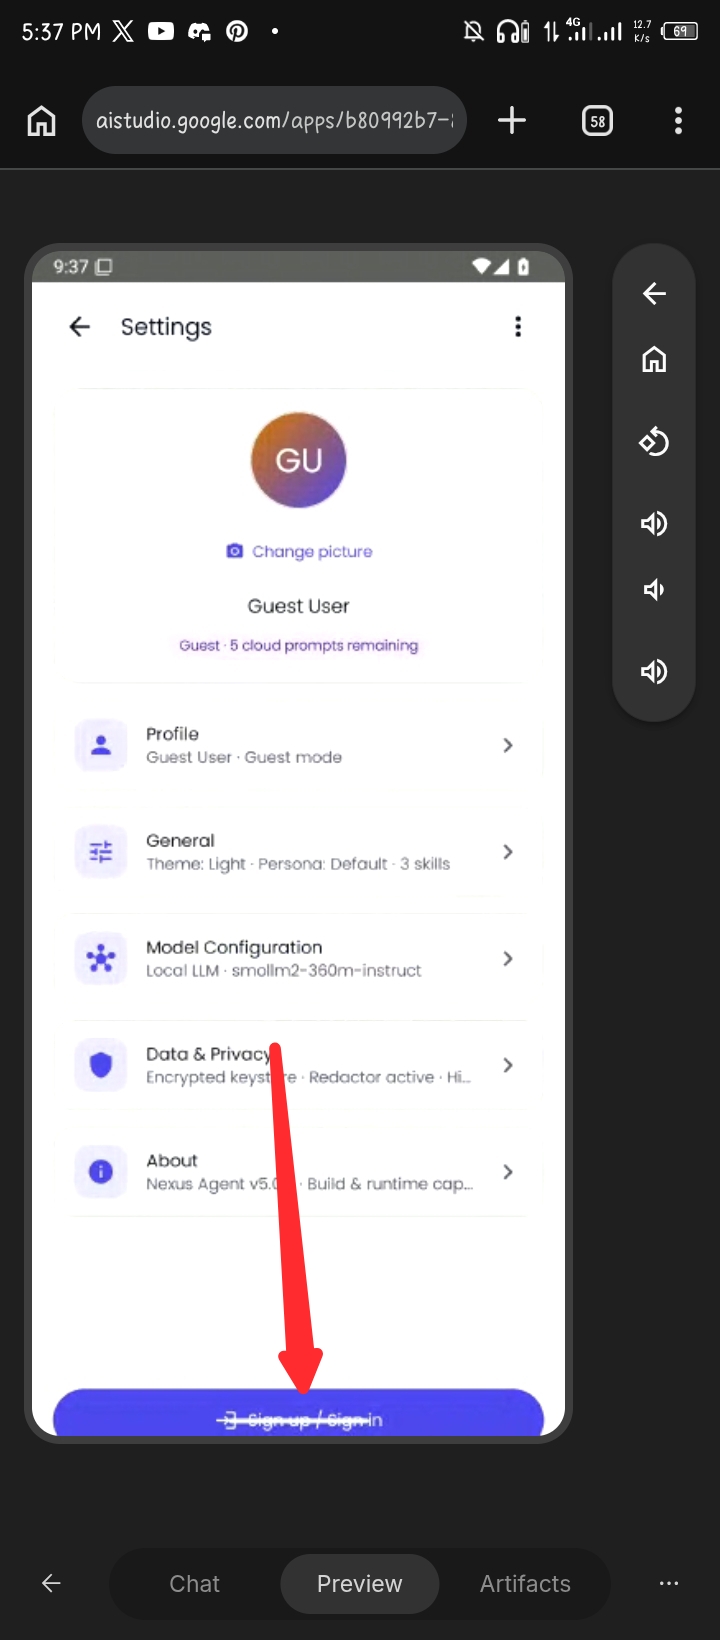 5:37 PM
4G
12.7
K/s
69
aistudio.google.com/apps/b80992b7-
58
9:37
Settings
GU
Change picture
Guest User
Guest · 5 cloud prompts remaining
Profile
Guest User · Guest mode
General
Theme: Light · Persona: Default · 3 skills
Model Configuration
Local LLM · smollm2-360m-instruct
Data & Privacy
Encrypted · Redactor active · Hi...
About
Nexus Agent · Build & runtime cap...
Sign up / Sign in
Chat
Preview
Artifacts